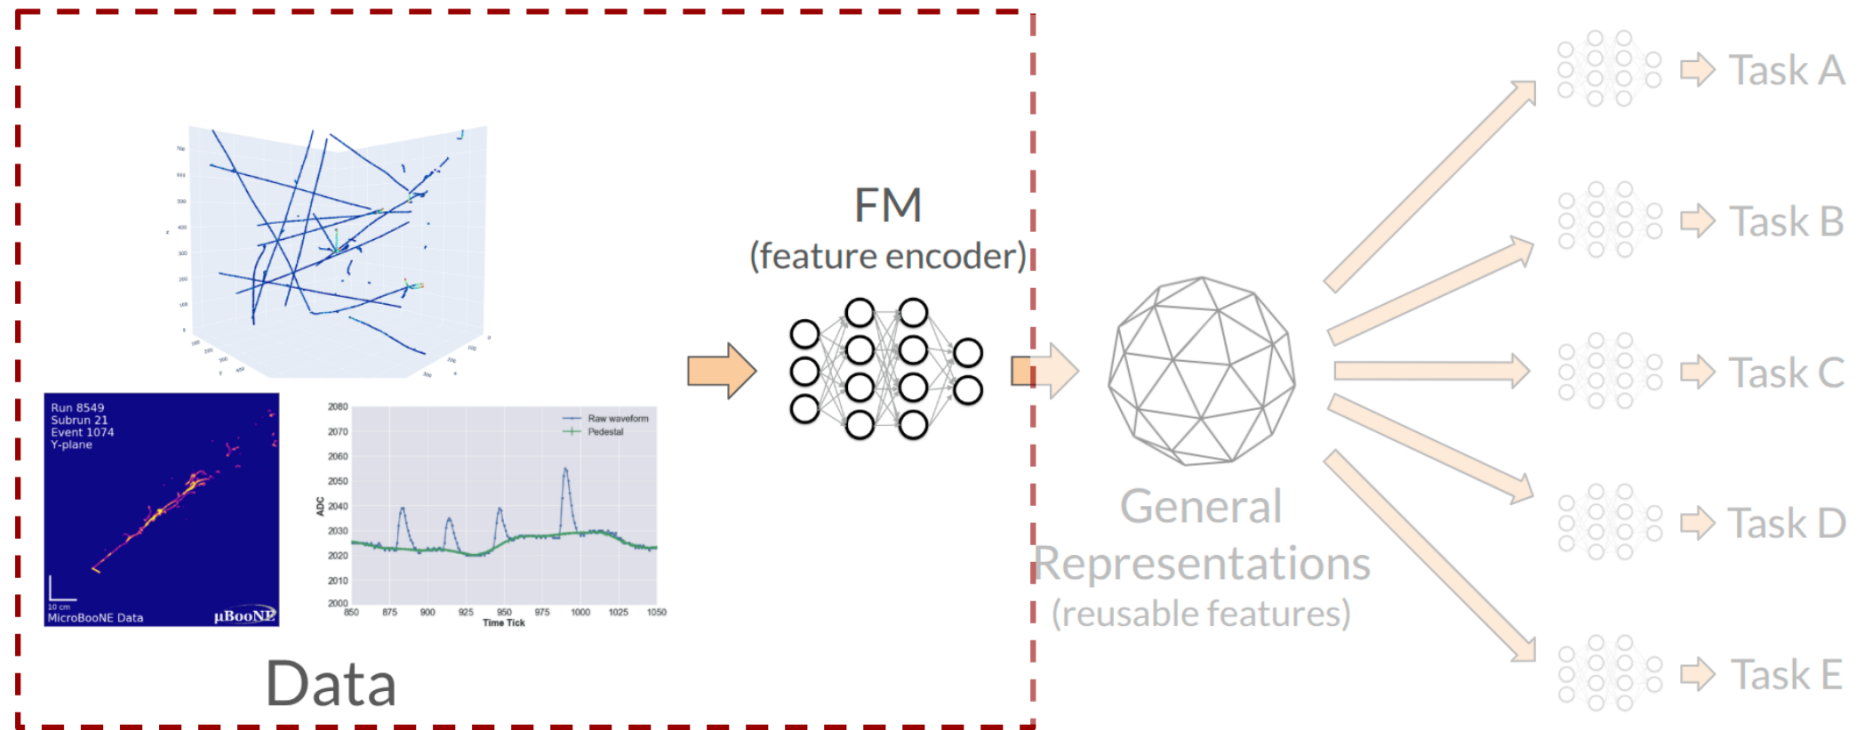 FM
(feature encoder)
Run 8549
Subrun 21
Event 1074
Y-plane
10 cm
MicroBooNE Data
µBooNE
2080
2070
2060
2050
2040
2030
2020
2010
2000
ADC
Raw waveform
Pedestal
850 875 900 925 950 975 1000 1025 1050
Time Tick
Data
General
Representations
(reusable features)
Task A
Task B
Task C
Task D
Task E